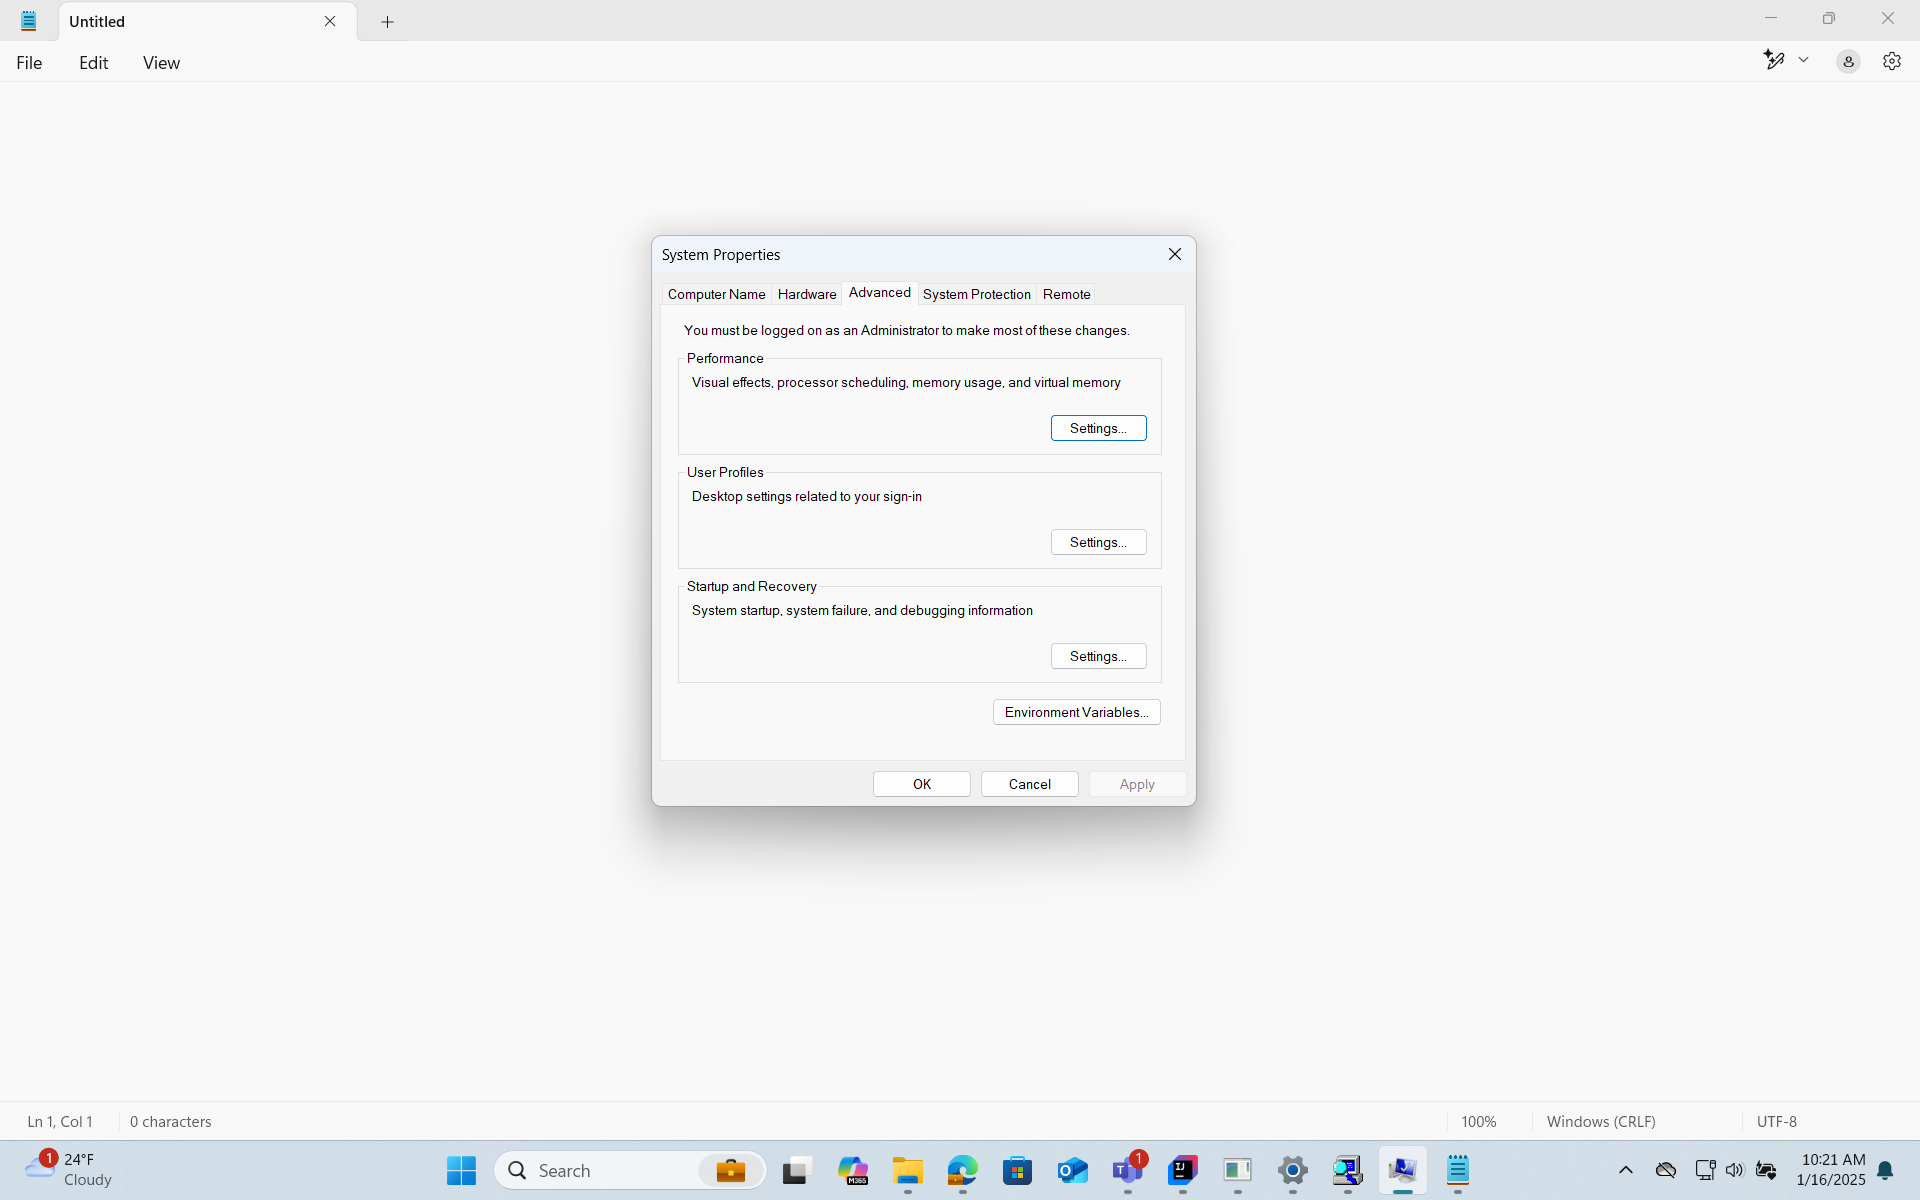 Untitled
File
Edit
View
System Properties
Computer Name
Hardware
Advanced
System Protection
Remote
You must be logged on as an Administrator to make most of these changes.
Performance
Visual effects, processor scheduling, memory usage, and virtual memory
Settings...
User Profiles
Desktop settings related to your sign-in
Settings...
Startup and Recovery
System startup, system failure, and debugging information
Settings...
Environment Variables...
OK
Cancel
Apply
Ln 1, Col 1
0 characters
100%
Windows (CRLF)
UTF-8
1
24°F
Cloudy
Search
M365
O
T
1
IJ
10:21 AM
1/16/2025